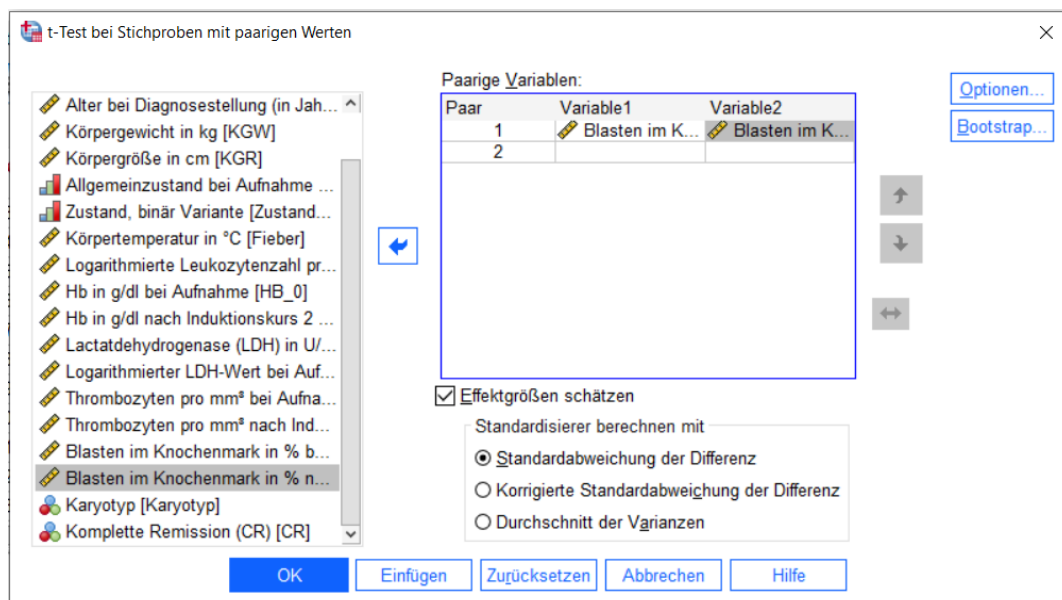 t-Test bei Stichproben mit paarigen Werten
Alter bei Diagnosestellung (in Jah...
Körpergewicht in kg [KGW]
Körpergröße in cm [KGR]
Allgemeinzustand bei Aufnahme ...
Zustand, binär Variante [Zustand...
Körpertemperatur in °C [Fieber]
Logarithmierte Leukozytenzahl pr...
Hb in g/dl bei Aufnahme [HB_0]
Hb in g/dl nach Induktionskurs 2 ...
Lactatdehydrogenase (LDH) in U/...
Logarithmierter LDH-Wert bei Auf...
Thrombozyten pro mm³ bei Aufna...
Thrombozyten pro mm³ nach Ind...
Blasten im Knochenmark in % b...
Blasten im Knochenmark in % n...
Karyotyp [Karyotyp]
Komplette Remission (CR) [CR]
Paarige Variablen:
Paar Variable1 Variable2
1 Blasten im K... Blasten im K...
2
Optionen...
Bootstrap...
Effektgrößen schätzen
Standardisierer berechnen mit
Standardabweichung der Differenz
Korrigierte Standardabweichung der Differenz
Durchschnitt der Varianzen
OK Einfügen Zurücksetzen Abbrechen Hilfe